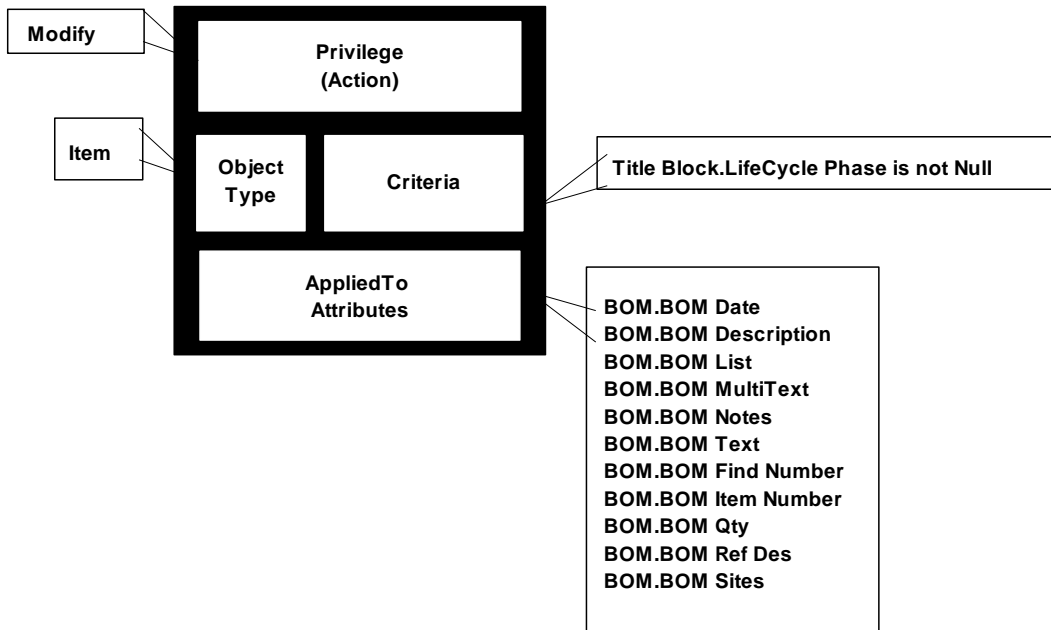 Modify
Privilege
(Action)
Item
Object
Type
Criteria
Title Block.LifeCycle Phase is not Null
AppliedTo
Attributes
BOM.BOM Date
BOM.BOM Description
BOM.BOM List
BOM.BOM MultiText
BOM.BOM Notes
BOM.BOM Text
BOM.BOM Find Number
BOM.BOM Item Number
BOM.BOM Qty
BOM.BOM Ref Des
BOM.BOM Sites